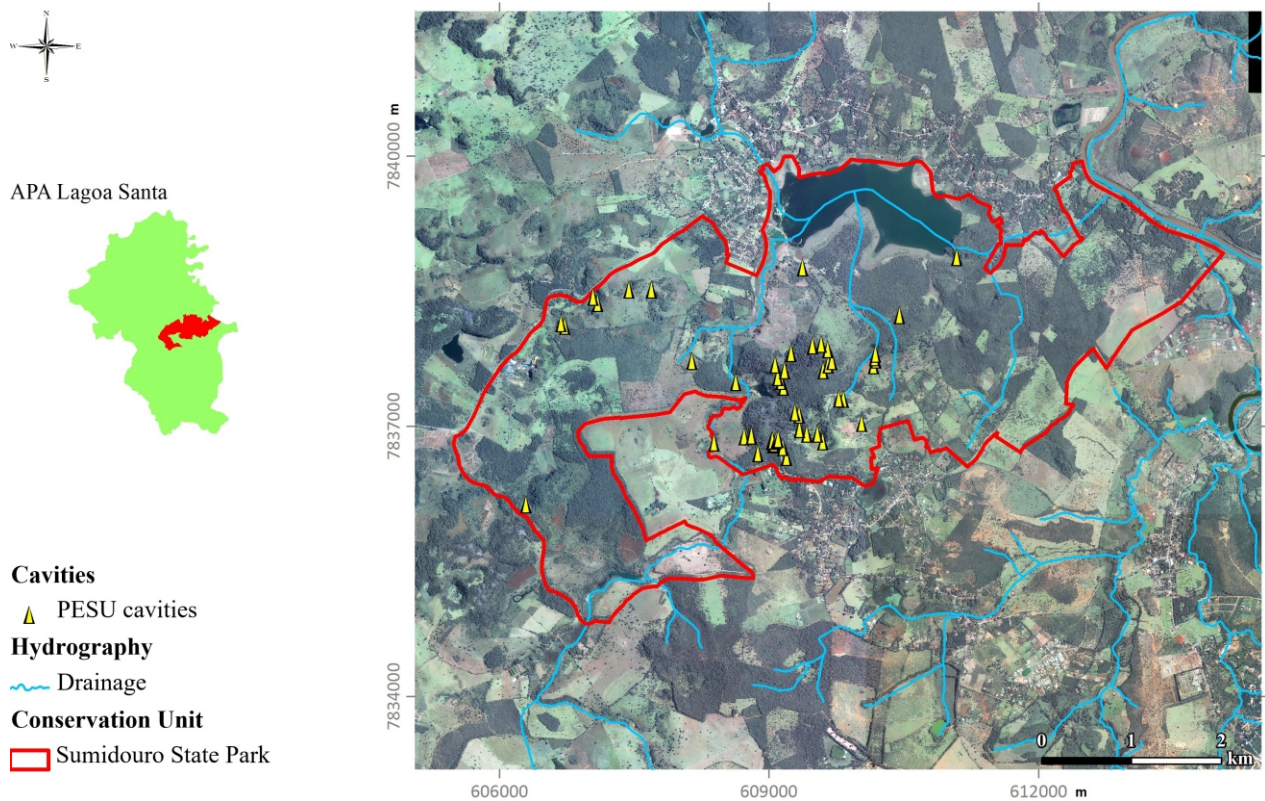 N
W E
S
APA Lagoa Santa
Cavities
PESU cavities
Hydrography
Drainage
Conservation Unit
Sumidouro State Park
7840000 m
7837000
7834000
606000
609000
612000 m
0 1 2
km